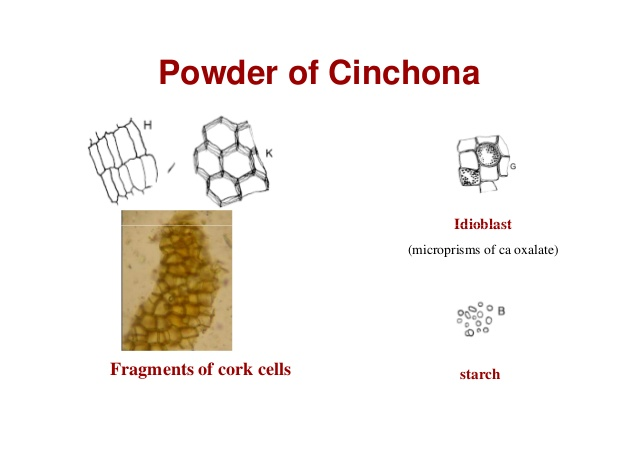 Powder of Cinchona
H
K
G
Idioblast
(microprisms of ca oxalate)
B
Fragments of cork cells
starch